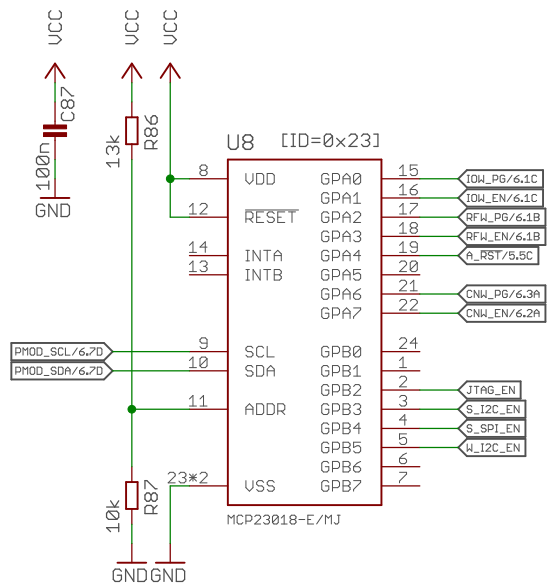 VCC
VCC
VCC
C87
100n
GND
13k
R86
U8
[ID=0x23]
8 VDD GPA0 15 IOW_PG/6.1C
GPA1 16 IOW_EN/6.1C
12 RESET GPA2 17 RFW_PG/6.1B
GPA3 18 RFW_EN/6.1B
14 INTA GPA4 19 A_RST/5.5C
13 INTB GPA5 20
GPA6 21 CNW_PG/6.3A
GPA7 22 CNW_EN/6.2A
PMOD_SCL/6.7D 9 SCL GPB0 24
PMOD_SDA/6.7D 10 SDA GPB1 1
GPB2 2 JTAG_EN
11 ADDR GPB3 3 S_I2C_EN
GPB4 4 S_SPI_EN
GPB5 5 W_I2C_EN
GPB6 6
23*2 VSS GPB7 7
10k
R87
MCP23018-E/MJ
GND
GND